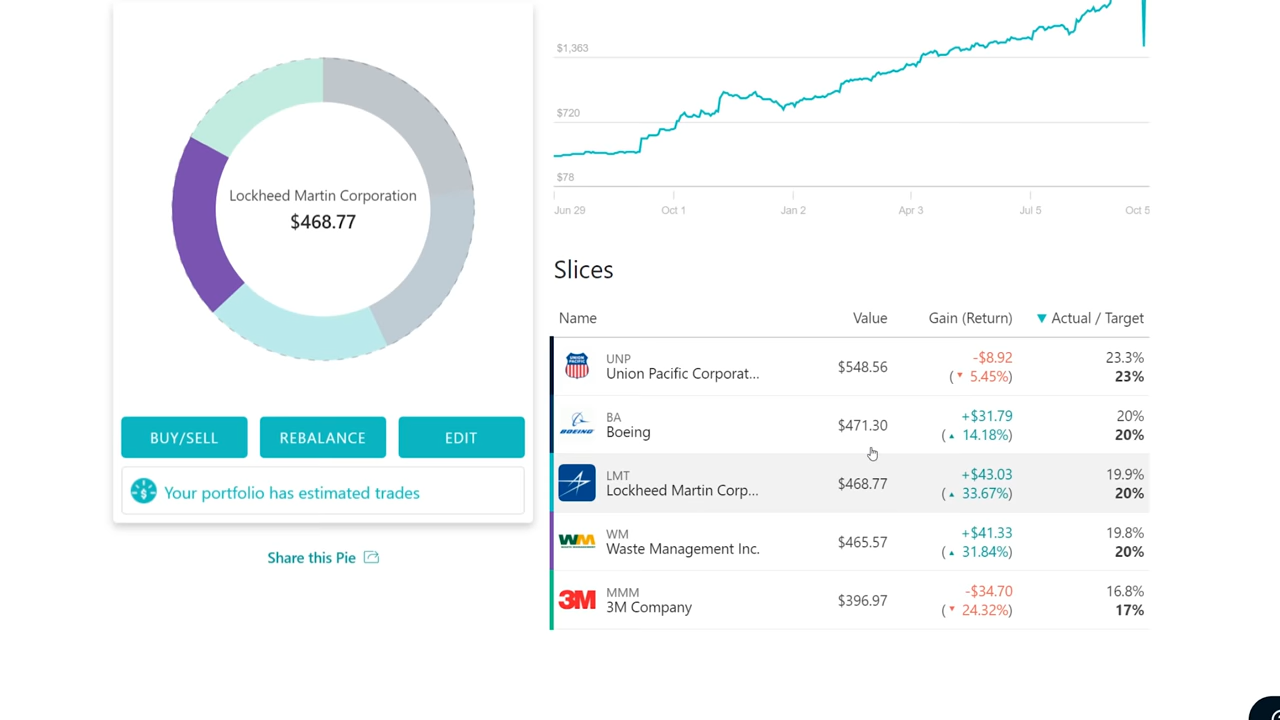 Lockheed Martin Corporation
$468.77
BUY/SELL
REBALANCE
EDIT
Your portfolio has estimated trades
Share this Pie
$1,363
$720
$78
Jun 29
Oct 1
Jan 2
Apr 3
Jul 5
Oct 5
Slices
Name Value Gain (Return) ▼ Actual / Target
UNP
Union Pacific Corporat...
$548.56
-$8.92
(▼ 5.45%)
23.3%
23%
BA
Boeing
BOEING
$471.30
+$31.79
(▲ 14.18%)
20%
20%
LMT
Lockheed Martin Corp...
$468.77
+$43.03
(▲ 33.67%)
19.9%
20%
WM
WM
Waste Management Inc.
$465.57
+$41.33
(▲ 31.84%)
19.8%
20%
3M
MMM
3M Company
$396.97
-$34.70
(▼ 24.32%)
16.8%
17%